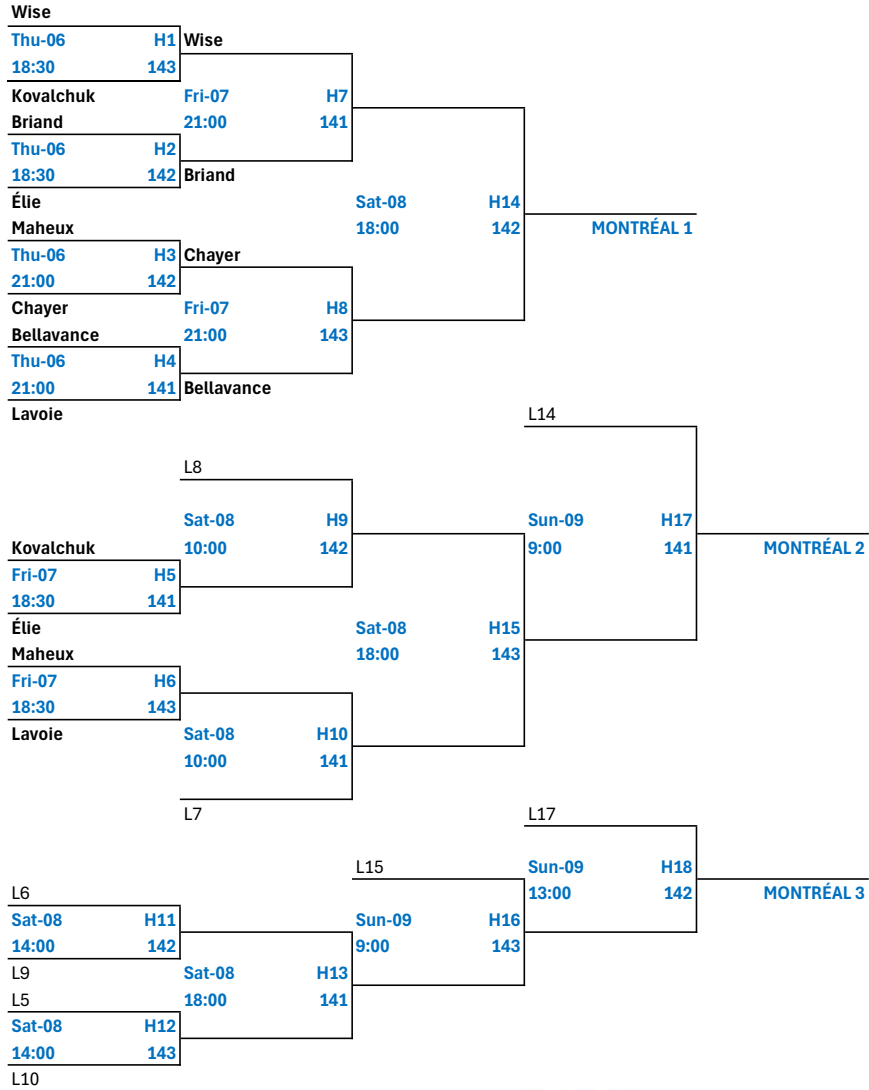 Wise
Thu-06 H1 Wise
18:30 143
Kovalchuk Fri-07 H7
Briand 21:00 141
Thu-06 H2
18:30 142 Briand
Élie Sat-08 H14
Maheux 18:00 142 MONTRÉAL 1
Thu-06 H3 Chayer
21:00 142
Chayer Fri-07 H8
Bellavance 21:00 143
Thu-06 H4
21:00 141 Bellavance
Lavoie L14
L8
Sat-08 H9 Sun-09 H17
Kovalchuk 10:00 142 9:00 141 MONTRÉAL 2
Fri-07 H5
18:30 141
Élie Sat-08 H15
Maheux 18:00 143
Fri-07 H6
18:30 143
Lavoie Sat-08 H10
10:00 141
L7 L17
L15 Sun-09 H18
L6 13:00 142 MONTRÉAL 3
Sat-08 H11 Sun-09 H16
14:00 142 9:00 143
L9 Sat-08 H13
L5 18:00 141
Sat-08 H12
14:00 143
L10